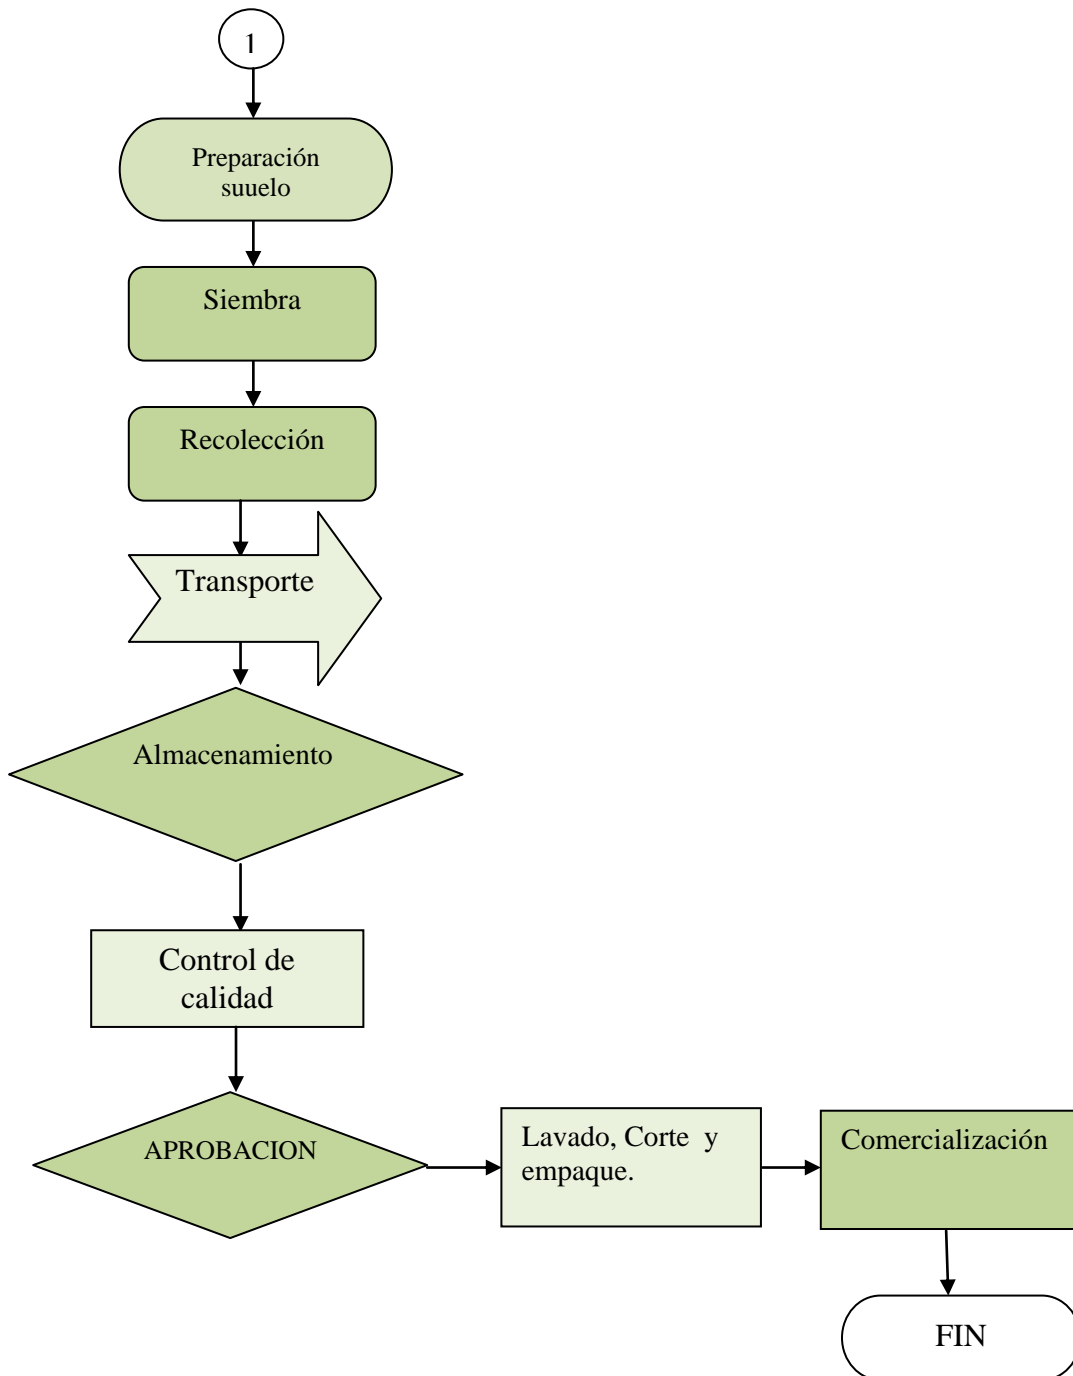 1
Preparación
suuelo
Siembra
Recolección
Transporte
Almacenamiento
Control de
calidad
APROBACION
Lavado, Corte y
empaque.
Comercialización
FIN